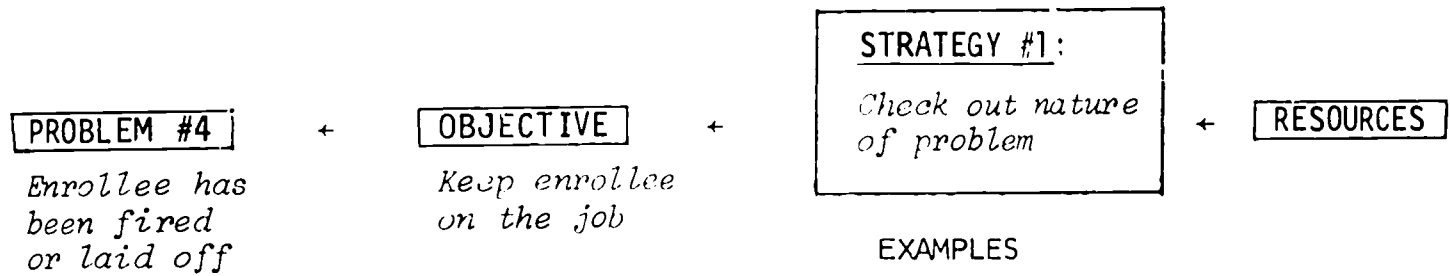 PROBLEM #4
Enrollee has
been fired
or laid off
←
OBJECTIVE
Keep enrollee
on the job
←
STRATEGY #1:
Check out nature
of problem
EXAMPLES
←
RESOURCES